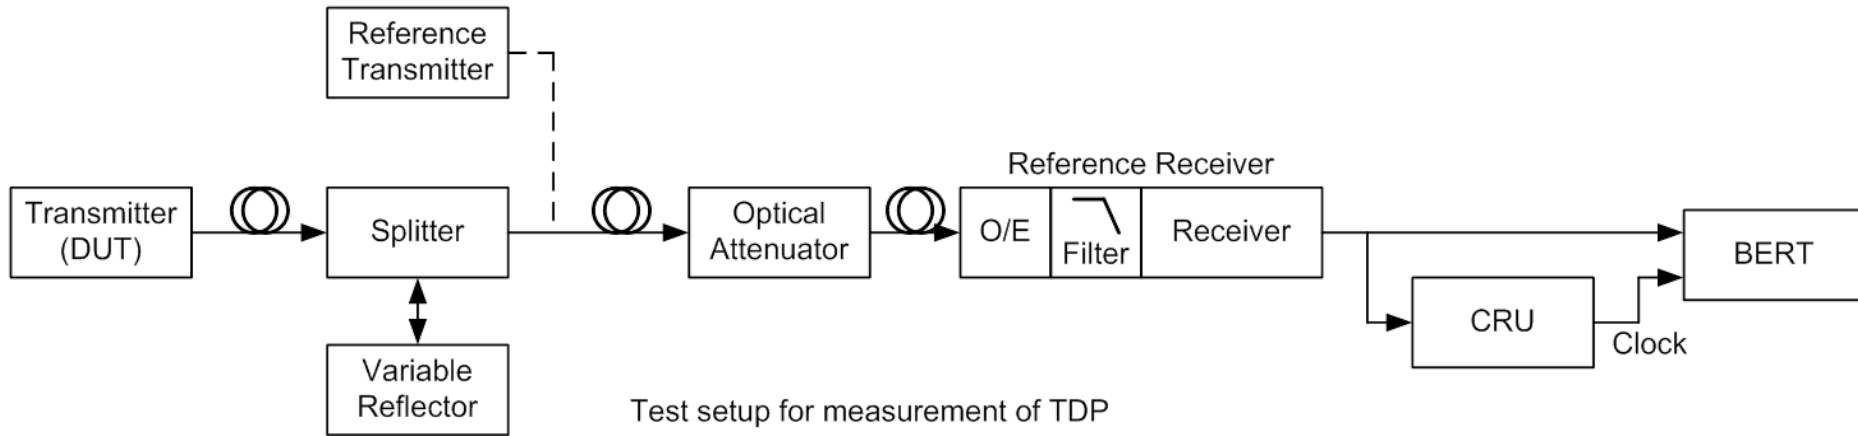 Reference
Transmitter
Reference Receiver
Transmitter
(DUT)
Splitter
Optical
Attenuator
O/E
Filter
Receiver
BERT
CRU
Clock
Variable
Reflector
Test setup for measurement of TDP